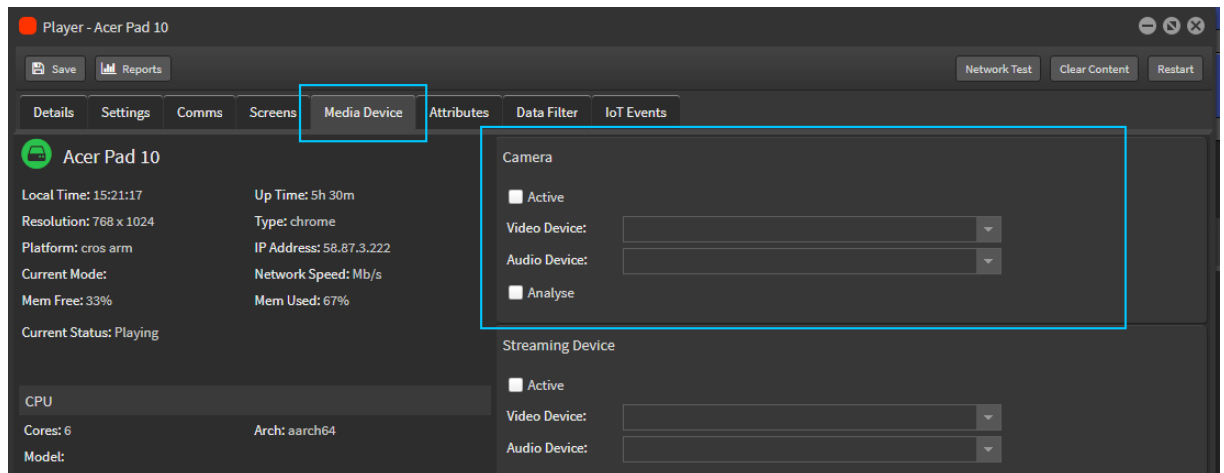 Player - Acer Pad 10
Save Reports Network Test Clear Content Restart
Details Settings Comms Screens Media Device Attributes Data Filter IoT Events
Acer Pad 10
Local Time: 15:21:17 Up Time: 5h 30m
Resolution: 768 x 1024 Type: chrome
Platform: cros arm IP Address: 58.87.3.222
Current Mode: Network Speed: Mb/s
Mem Free: 33% Mem Used: 67%
Current Status: Playing
CPU
Cores: 6 Arch: aarch64
Model:
Camera
Active
Video Device:
Audio Device:
Analyse
Streaming Device
Active
Video Device:
Audio Device: